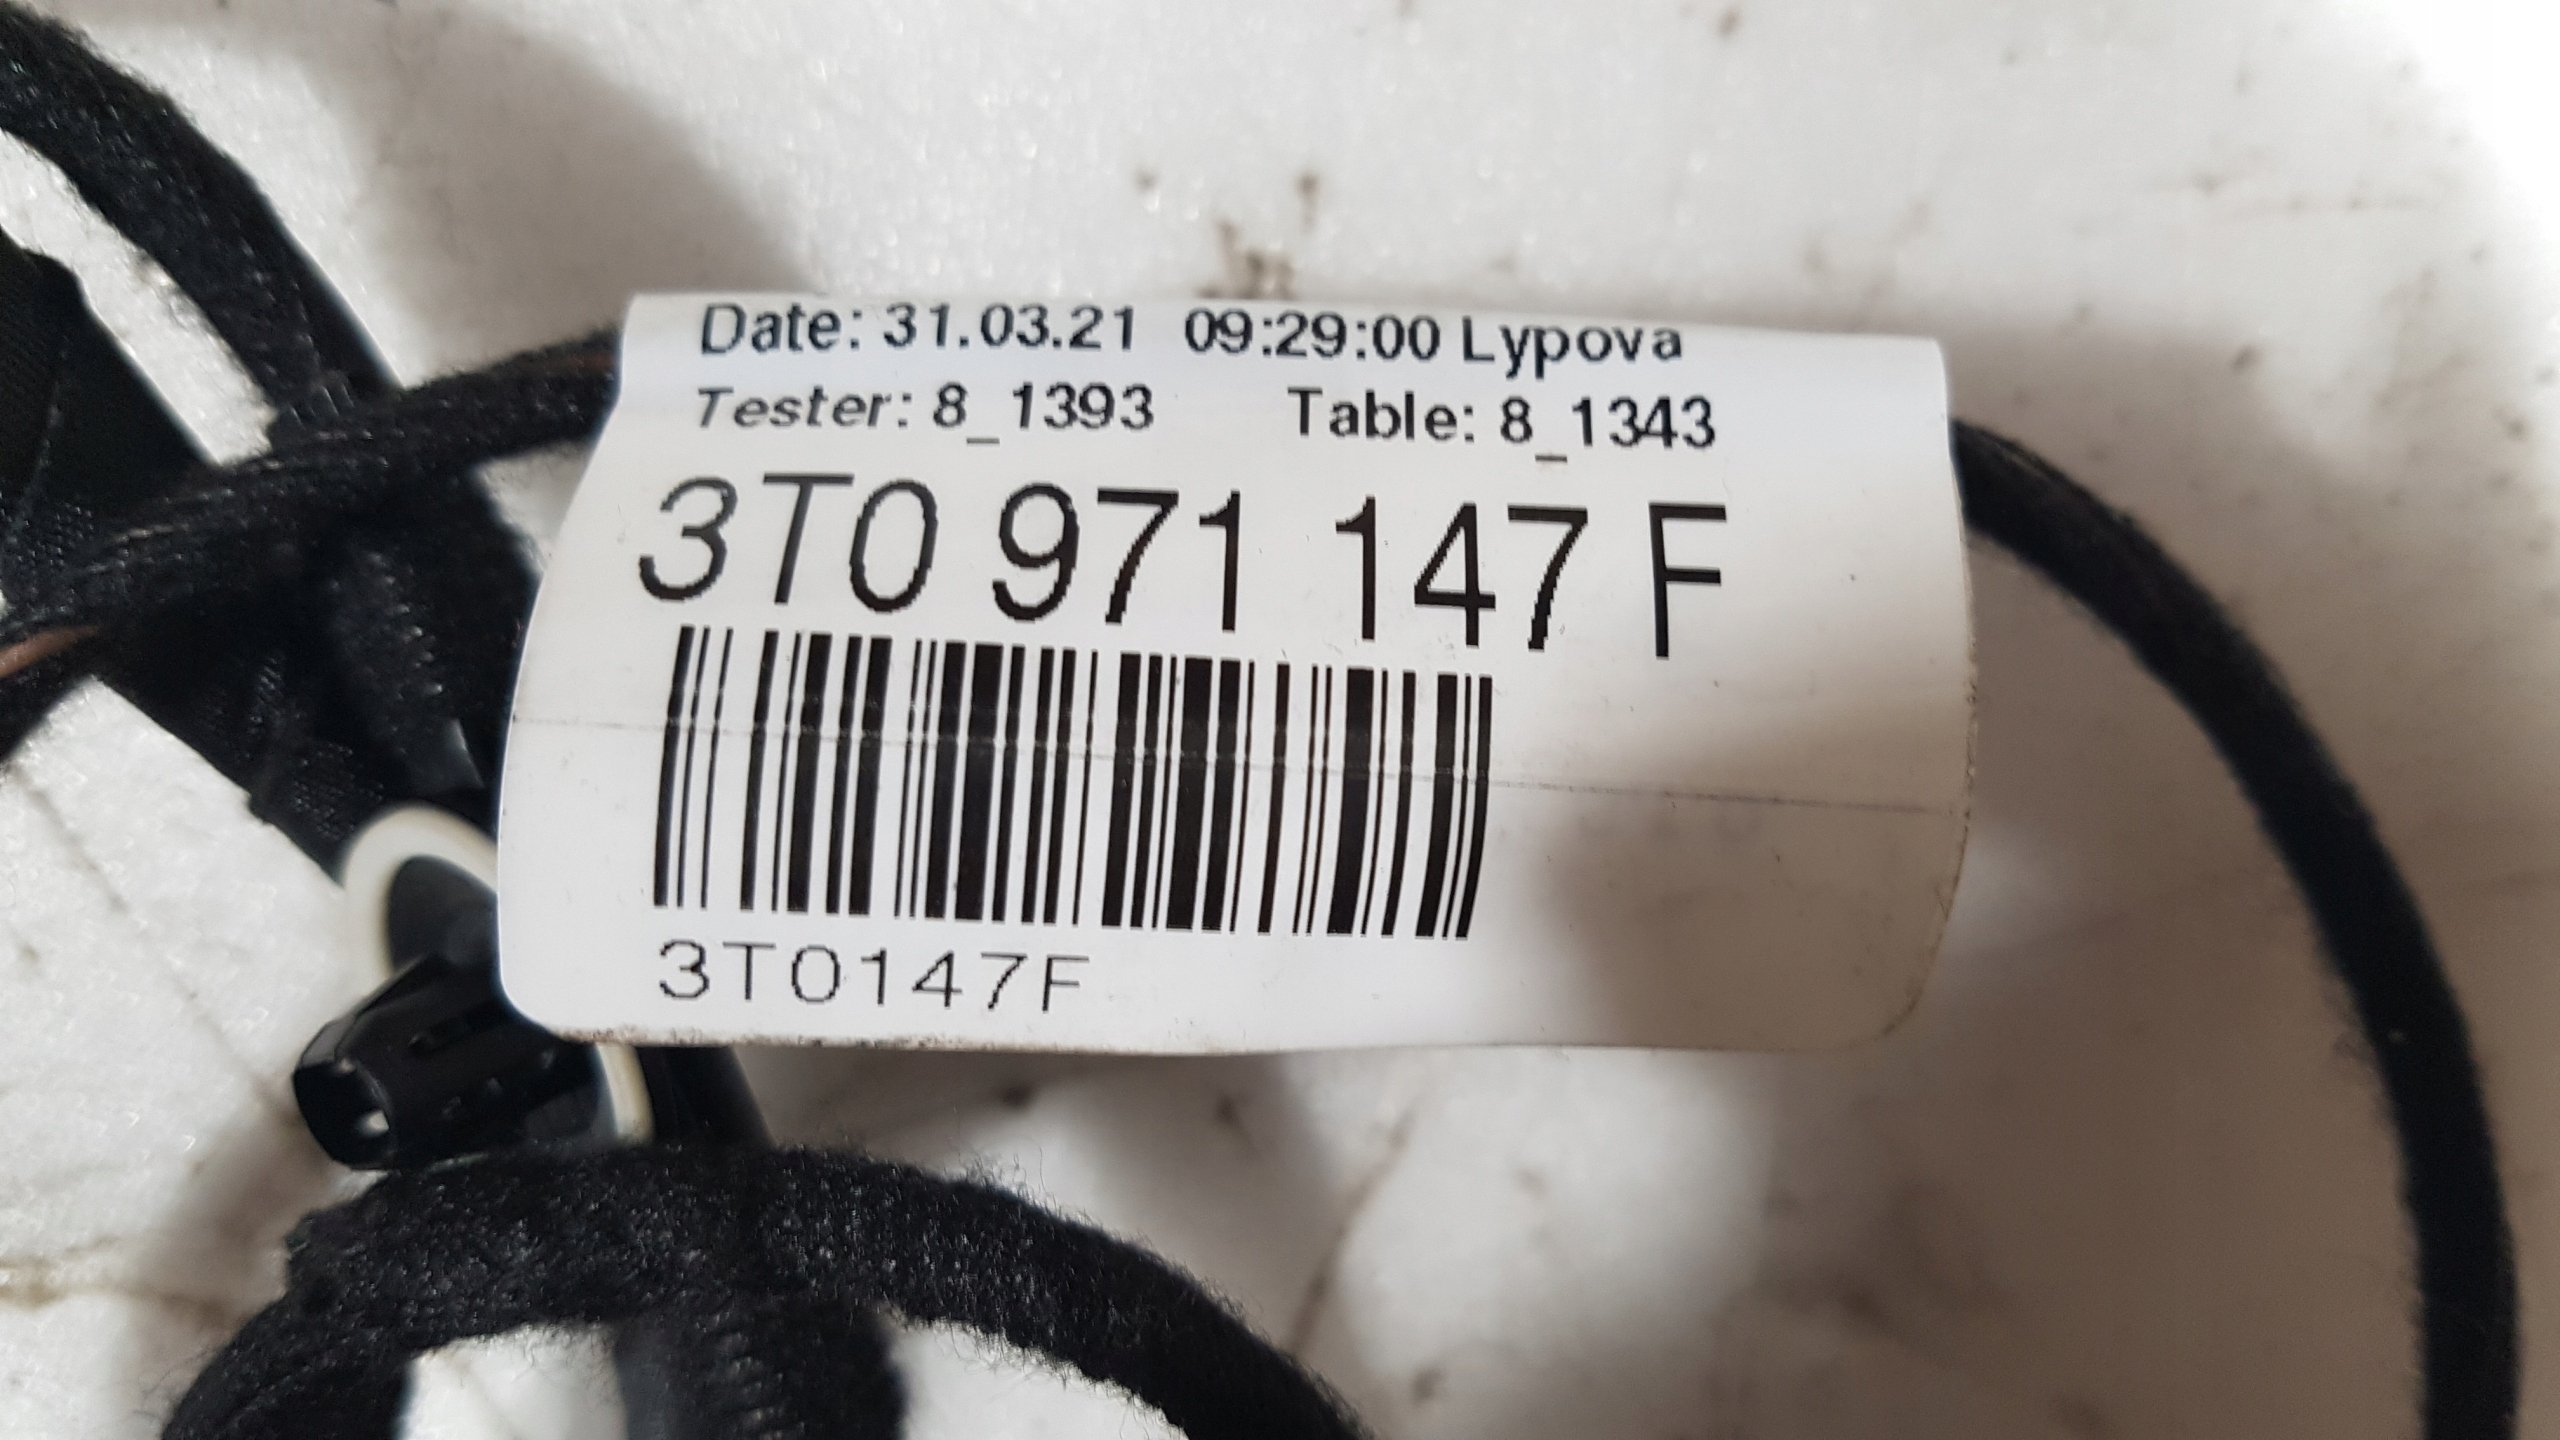 Date: 31.03.21 09:29:00 Lypova
Tester: 8_1393 Table: 8_1343
3T0 971 147 F
3T0147F